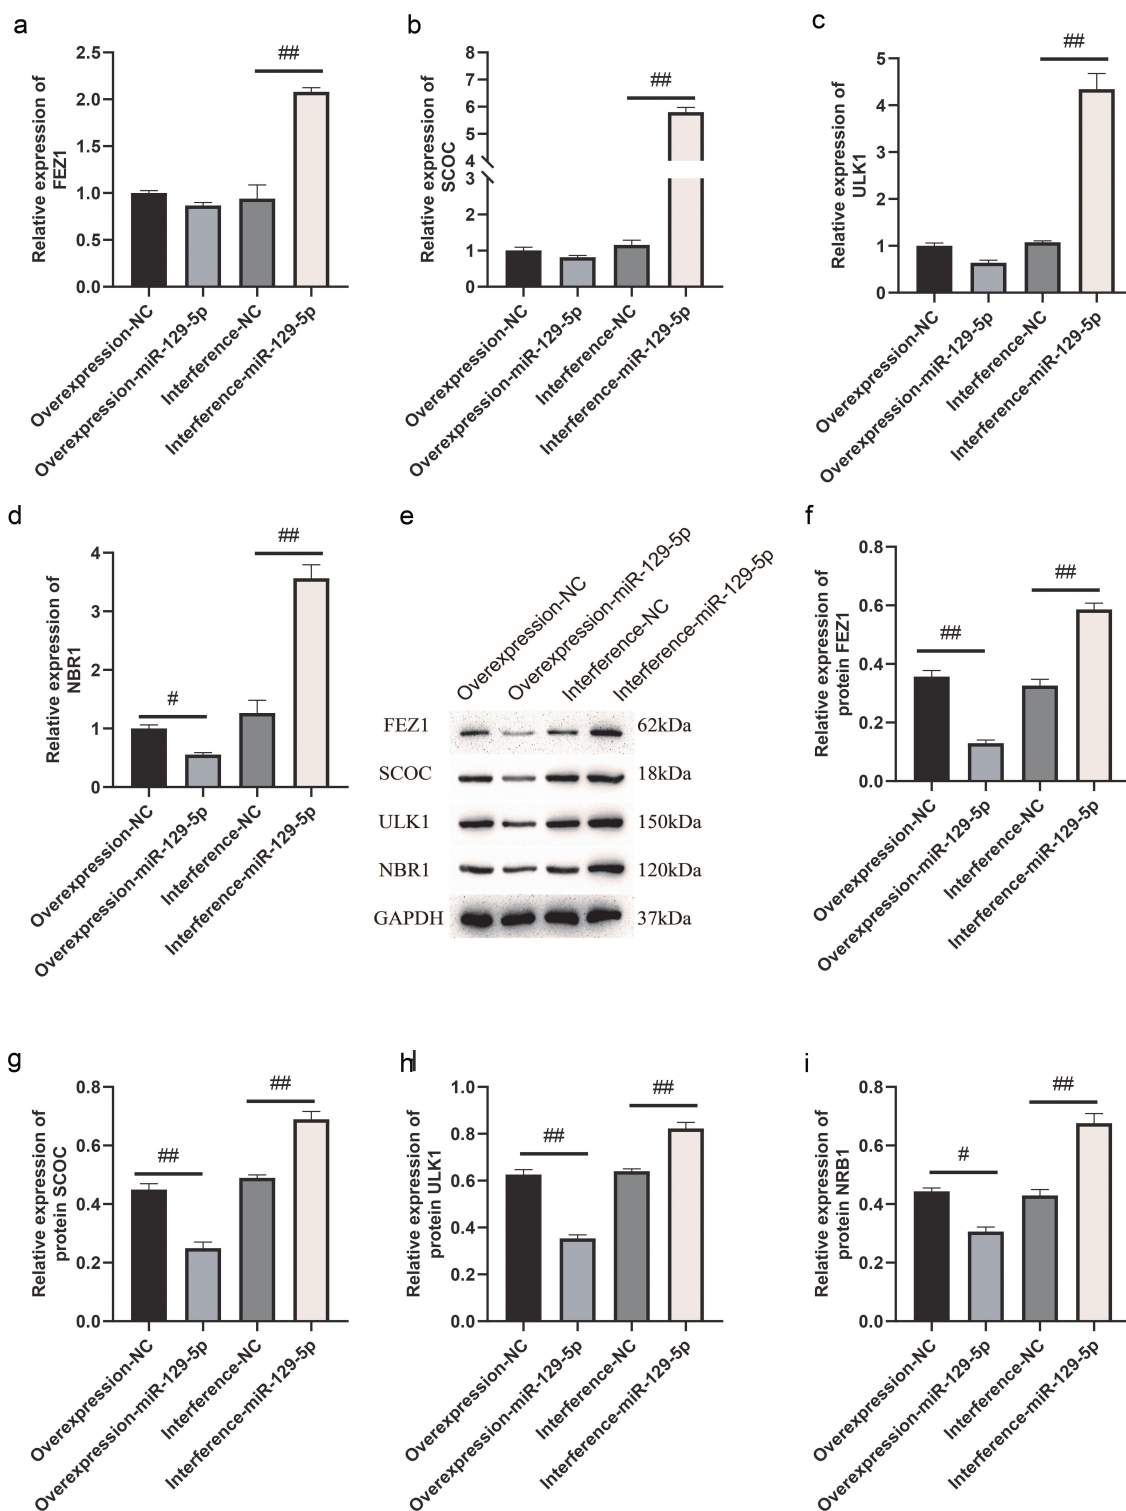 a
Relative expression of
FEZ1
2.5
2.0
1.5
1.0
0.5
0.0
##
Overexpression-NC
Overexpression-miR-129-5p
Interference-NC
Interference-miR-129-5p
b
Relative expression of
SCOC
8
7
6
5
4
3
2
1
0
##
Overexpression-NC
Overexpression-miR-129-5p
Interference-NC
Interference-miR-129-5p
c
Relative expression of
ULK1
5
4
3
2
1
0
##
Overexpression-NC
Overexpression-miR-129-5p
Interference-NC
Interference-miR-129-5p
d
Relative expression of
NBR1
4
3
2
1
0
#
##
Overexpression-NC
Overexpression-miR-129-5p
Interference-NC
Interference-miR-129-5p
e
Overexpression-NC
Overexpression-miR-129-5p
Interference-NC
Interference-miR-129-5p
FEZ1 62kDa
SCOC 18kDa
ULK1 150kDa
NBR1 120kDa
GAPDH 37kDa
f
Relative expression of
protein FEZ1
0.8
0.6
0.4
0.2
0.0
##
##
Overexpression-NC
Overexpression-miR-129-5p
Interference-NC
Interference-miR-129-5p
g
Relative expression of
protein SCOC
0.8
0.6
0.4
0.2
0.0
##
##
Overexpression-NC
Overexpression-miR-129-5p
Interference-NC
Interference-miR-129-5p
h
Relative expression of
protein ULK1
1.0
0.8
0.6
0.4
0.2
0.0
##
##
Overexpression-NC
Overexpression-miR-129-5p
Interference-NC
Interference-miR-129-5p
i
Relative expression of
protein NRB1
0.8
0.6
0.4
0.2
0.0
#
##
Overexpression-NC
Overexpression-miR-129-5p
Interference-NC
Interference-miR-129-5p